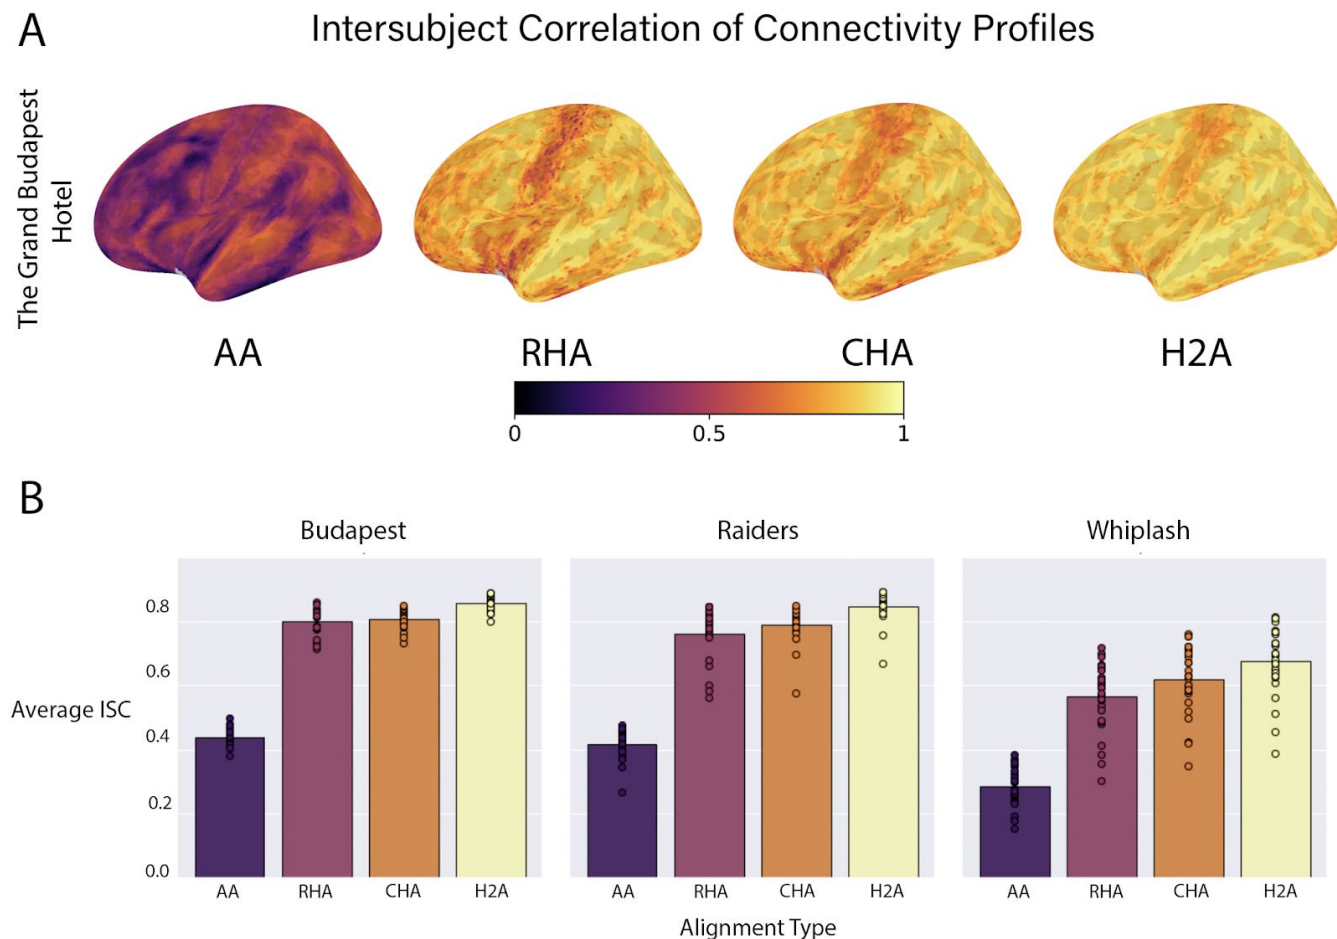 A
Intersubject Correlation of Connectivity Profiles
The Grand Budapest
Hotel
AA
RHA
CHA
H2A
0
0.5
1
B
Budapest
Raiders
Whiplash
Average ISC
0.8
0.6
0.4
0.2
0.0
AA
RHA
CHA
H2A
AA
RHA
CHA
H2A
AA
RHA
CHA
H2A
Alignment Type